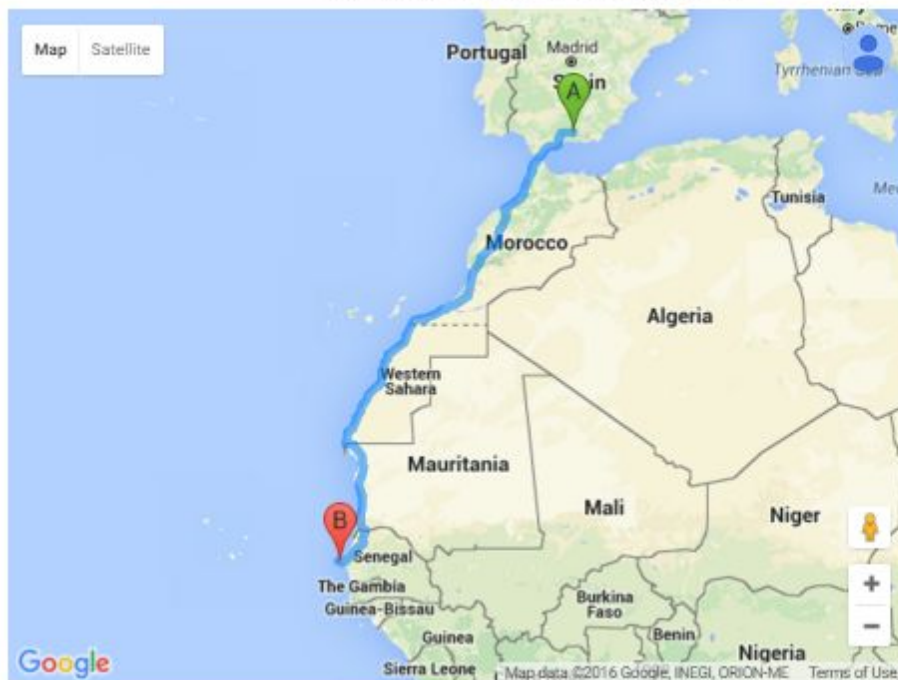 Map Satellite
Portugal
Madrid
Spain
A
Tyrrhenian Sea
Tunisia
Morocco
Algeria
Western
Sahara
Mauritania
Mali
Niger
B
Senegal
The Gambia
Guinea-Bissau
Burkina
Faso
Guinea
Benin
Nigeria
Sierra Leone
Google
Map data ©2016 Google, INEGI, ORION-ME Terms of Use